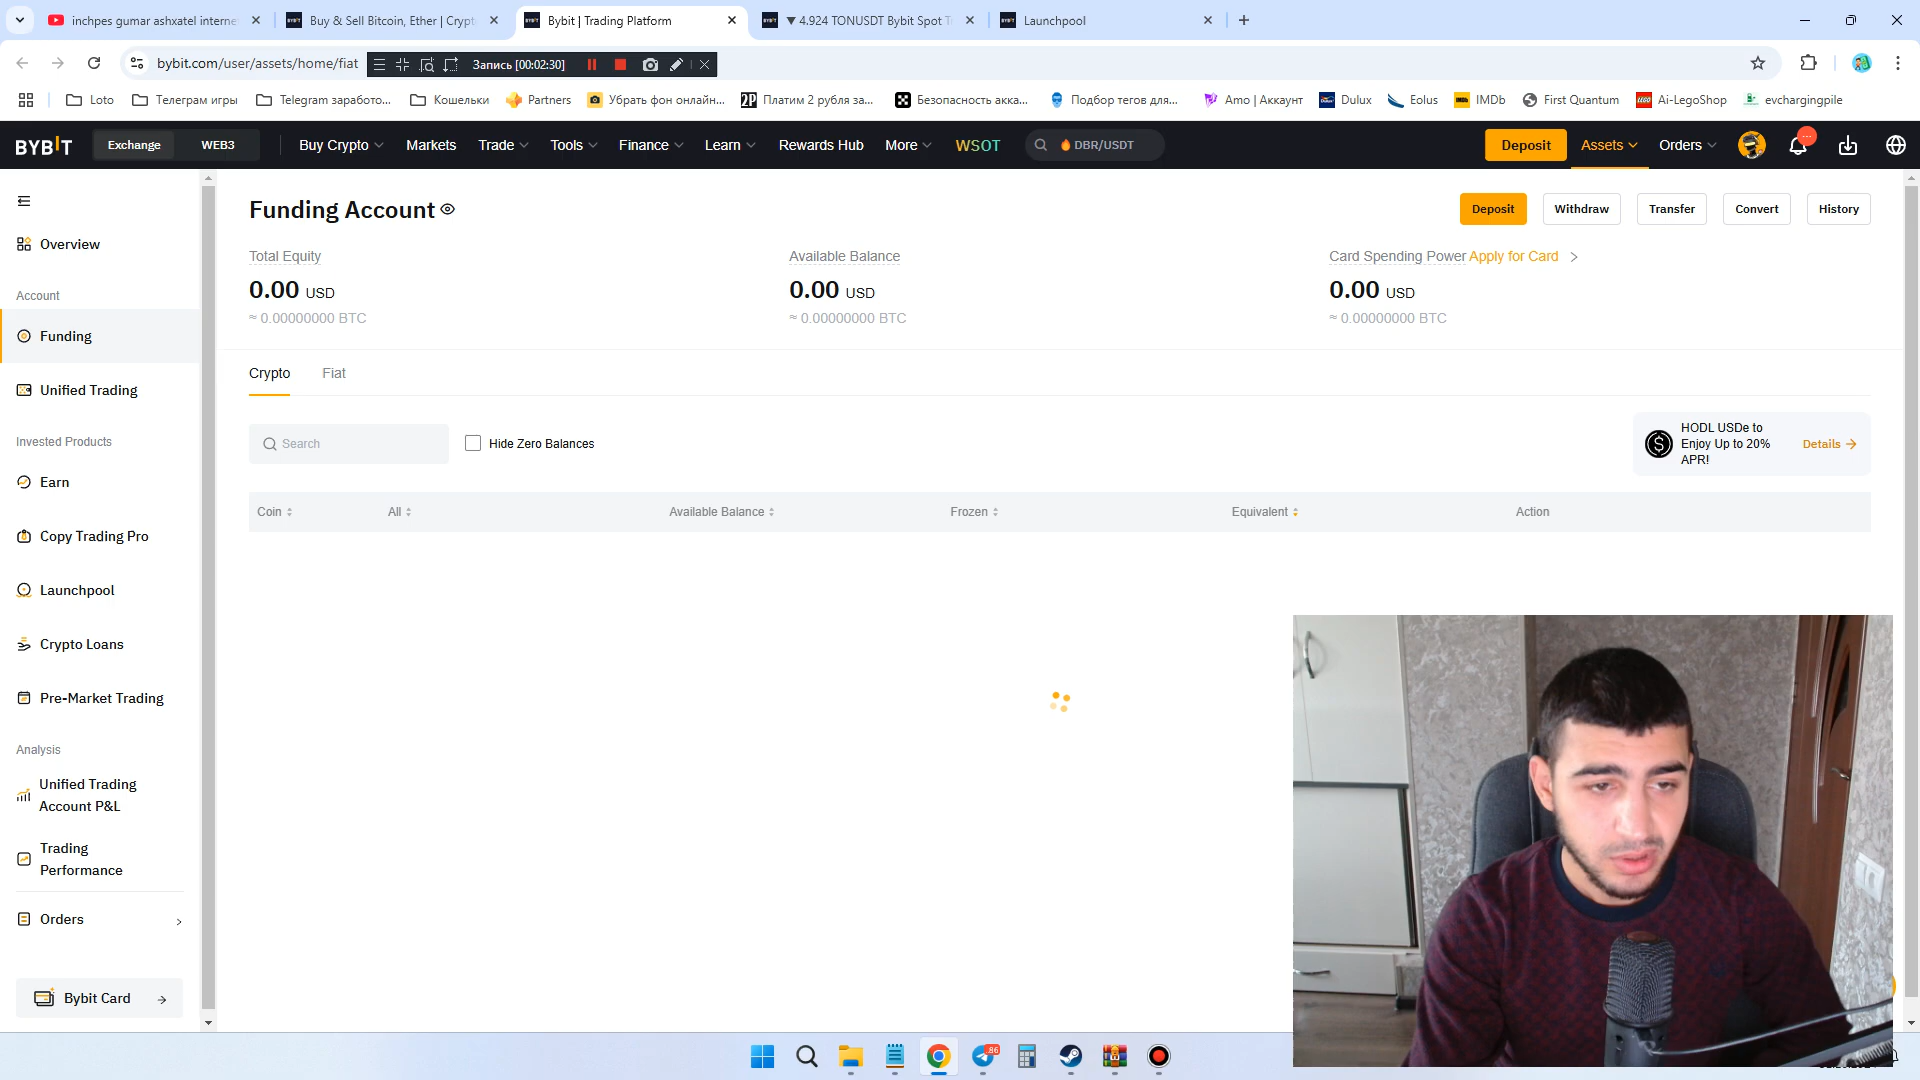 inchpes gumar ashxatel interne
Buy & Sell Bitcoin, Ether | Crypt
Bybit | Trading Platform
▼ 4.924 TONUSDT Bybit Spot T
Launchpool
bybit.com/user/assets/home/fiat
Запись [00:02:30]
Loto
Телеграм игры
Telegram заработо...
Кошельки
Partners
Убрать фон онлайн...
Платим 2 рубля за...
Безопасность акка...
Подбор тегов для...
Amo | Аккаунт
Dulux
Eolus
IMDb
First Quantum
Ai-LegoShop
evchargingpile
BYBIT
Exchange
WEB3
Buy Crypto
Markets
Trade
Tools
Finance
Learn
Rewards Hub
More
WSOT
DBR/USDT
Deposit
Assets
Orders
Overview
Account
Funding
Unified Trading
Invested Products
Earn
Copy Trading Pro
Launchpool
Crypto Loans
Pre-Market Trading
Analysis
Unified Trading
Account P&L
Trading
Performance
Orders
Bybit Card
Funding Account
Deposit
Withdraw
Transfer
Convert
History
Total Equity
0.00 USD
≈ 0.00000000 BTC
Available Balance
0.00 USD
≈ 0.00000000 BTC
Card Spending Power Apply for Card
0.00 USD
≈ 0.00000000 BTC
Crypto
Fiat
Search
Hide Zero Balances
HODL USDe to
Enjoy Up to 20%
APR!
Details
Coin
All
Available Balance
Frozen
Equivalent
Action
86